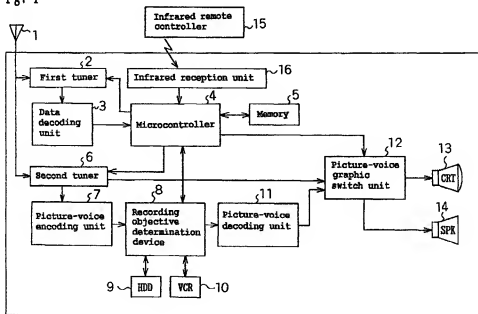 15
Infrared remote
controller
1
2
First tuner
Infrared reception unit
16
3
Data
decoding
unit
4
Microcontroller
5
Memory
6
Second tuner
12
Picture-voice
graphic
switch unit
13
CRT
7
Picture-voice
encoding unit
8
Recording
objective
determination
device
11
Picture-voice
decoding unit
14
SPK
9
HDD
VCR
10